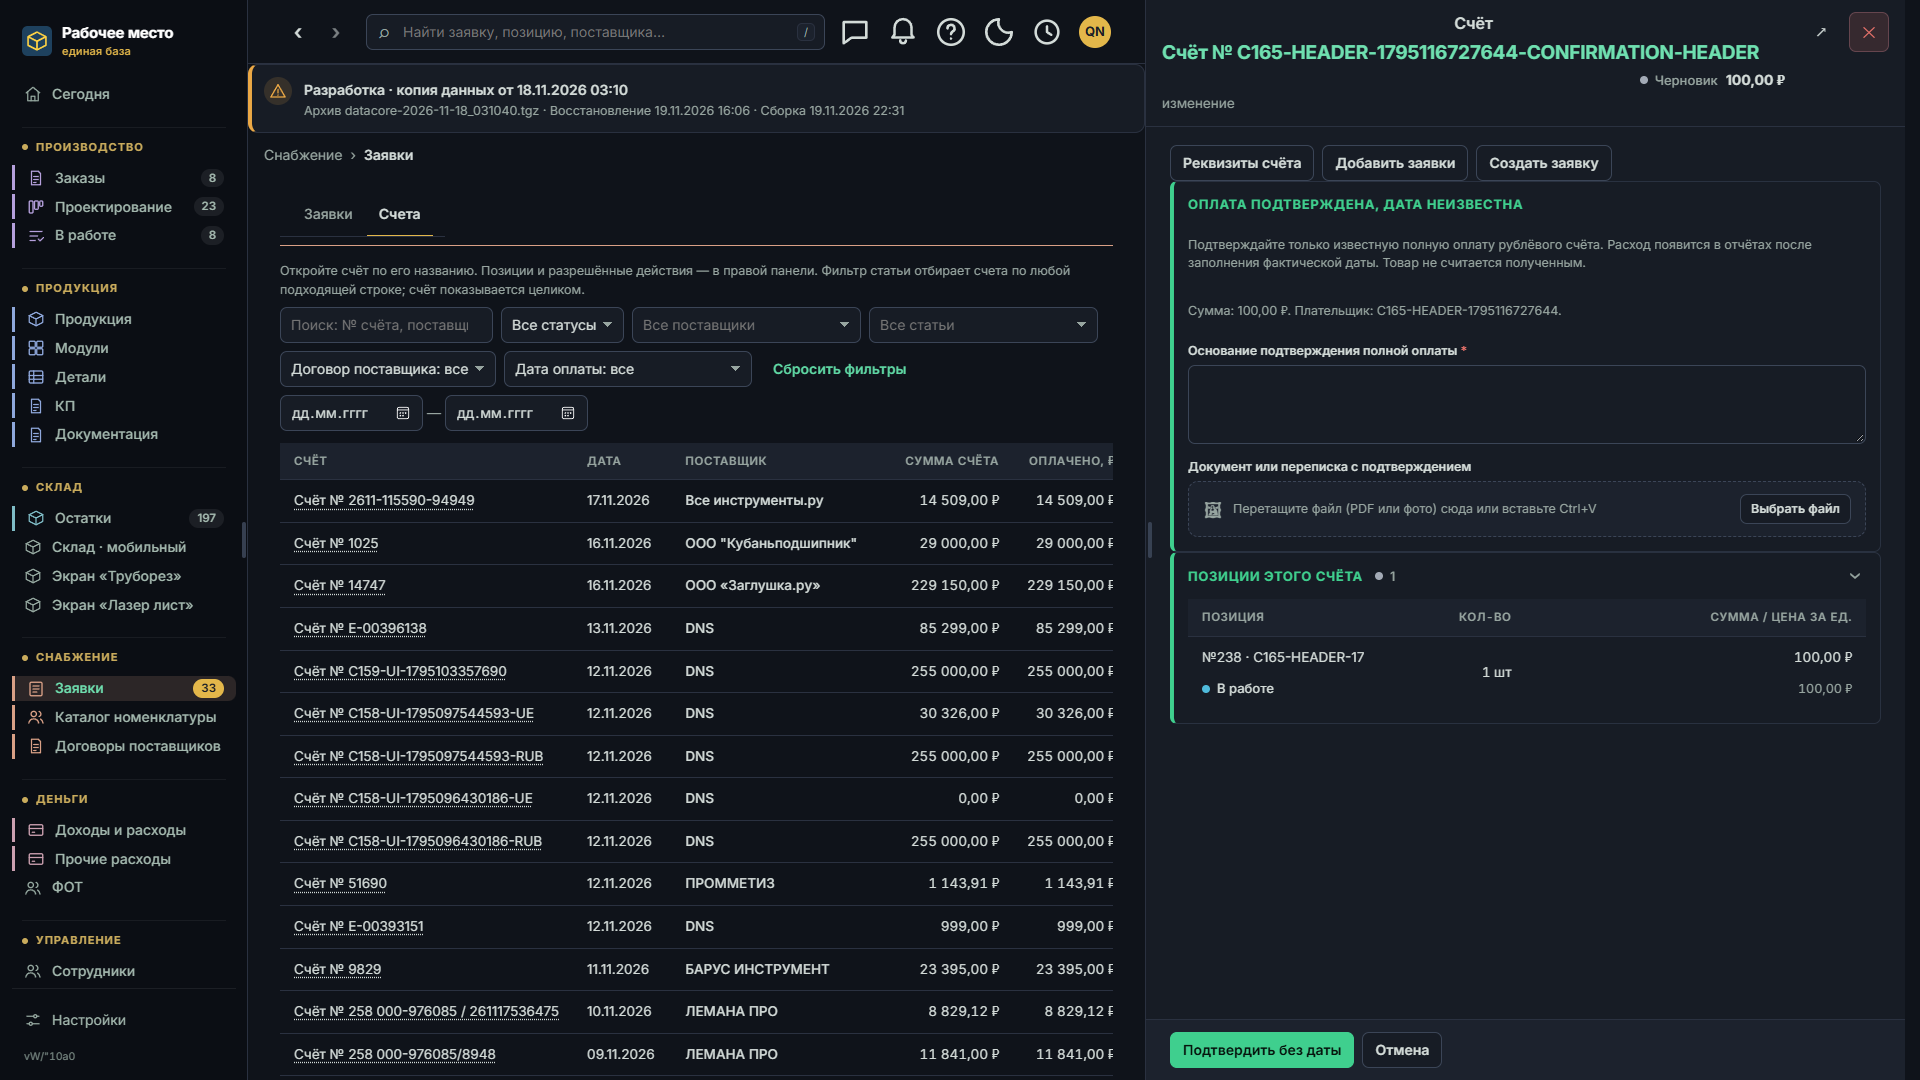 Рабочее место
единая база
Сегодня
ПРОИЗВОДСТВО
Заказы 8
Проектирование 23
В работе 8
ПРОДУКЦИЯ
Продукция
Модули
Детали
КП
Документация
СКЛАД
Остатки 197
Склад · мобильный
Экран «Труборез»
Экран «Лазер лист»
СНАБЖЕНИЕ
Заявки 33
Каталог номенклатуры
Договоры поставщиков
ДЕНЬГИ
Доходы и расходы
Прочие расходы
ФОТ
УПРАВЛЕНИЕ
Сотрудники
Настройки
vW/"10a0
Найти заявку, позицию, поставщика... /
QN
Разработка · копия данных от 18.11.2026 03:10
Архив datacore-2026-11-18_031040.tgz · Восстановление 19.11.2026 16:06 · Сборка 19.11.2026 22:31
Снабжение › Заявки
Заявки Счета
Откройте счёт по его названию. Позиции и разрешённые действия — в правой панели. Фильтр статьи отбирает счета по любой
подходящей строке; счёт показывается целиком.
Поиск: № счёта, поставщ Все статусы Все поставщики Все статьи
Договор поставщика: все Дата оплаты: все Сбросить фильтры
дд.мм.гггг — дд.мм.гггг
СЧЁТ ДАТА ПОСТАВЩИК СУММА СЧЁТА ОПЛАЧЕНО, ₽
Счёт № 2611-115590-94949 17.11.2026 Все инструменты.ру 14 509,00 ₽ 14 509,00 ₽
Счёт № 1025 16.11.2026 ООО "Кубаньподшипник" 29 000,00 ₽ 29 000,00 ₽
Счёт № 14747 16.11.2026 ООО «Заглушка.ру» 229 150,00 ₽ 229 150,00 ₽
Счёт № Е-00396138 13.11.2026 DNS 85 299,00 ₽ 85 299,00 ₽
Счёт № C159-UI-1795103357690 12.11.2026 DNS 255 000,00 ₽ 255 000,00 ₽
Счёт № C158-UI-1795097544593-UE 12.11.2026 DNS 30 326,00 ₽ 30 326,00 ₽
Счёт № C158-UI-1795097544593-RUB 12.11.2026 DNS 255 000,00 ₽ 255 000,00 ₽
Счёт № C158-UI-1795096430186-UE 12.11.2026 DNS 0,00 ₽ 0,00 ₽
Счёт № C158-UI-1795096430186-RUB 12.11.2026 DNS 255 000,00 ₽ 255 000,00 ₽
Счёт № 51690 12.11.2026 ПРОММЕТИЗ 1 143,91 ₽ 1 143,91 ₽
Счёт № Е-00393151 12.11.2026 DNS 999,00 ₽ 999,00 ₽
Счёт № 9829 11.11.2026 БАРУС ИНСТРУМЕНТ 23 395,00 ₽ 23 395,00 ₽
Счёт № 258 000-976085 / 261117536475 10.11.2026 ЛЕМАНА ПРО 8 829,12 ₽ 8 829,12 ₽
Счёт № 258 000-976085/8948 09.11.2026 ЛЕМАНА ПРО 11 841,00 ₽ 11 841,00 ₽
Счёт
Счёт № C165-HEADER-1795116727644-CONFIRMATION-HEADER
Черновик 100,00 ₽
изменение
Реквизиты счёта Добавить заявки Создать заявку
ОПЛАТА ПОДТВЕРЖДЕНА, ДАТА НЕИЗВЕСТНА
Подтверждайте только известную полную оплату рублёвого счёта. Расход появится в отчётах после
заполнения фактической даты. Товар не считается полученным.
Сумма: 100,00 ₽. Плательщик: C165-HEADER-1795116727644.
Основание подтверждения полной оплаты *
Документ или переписка с подтверждением
Перетащите файл (PDF или фото) сюда или вставьте Ctrl+V Выбрать файл
ПОЗИЦИИ ЭТОГО СЧЁТА 1
ПОЗИЦИЯ КОЛ-ВО СУММА / ЦЕНА ЗА ЕД.
№238 · C165-HEADER-17 100,00 ₽
1 шт
В работе 100,00 ₽
Подтвердить без даты Отмена